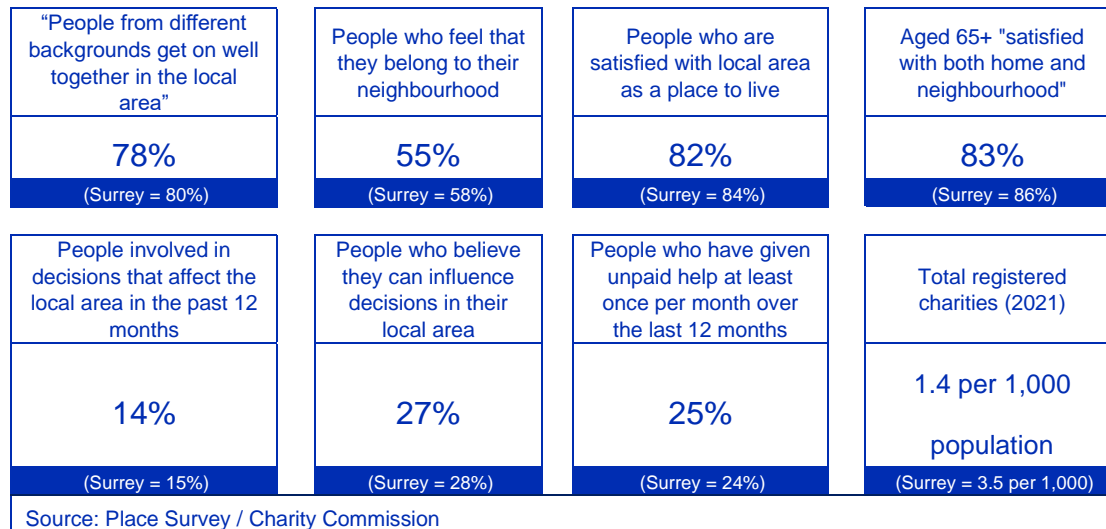 “People from different
backgrounds get on well
together in the local
area”
78%
(Surrey = 80%)
People who feel that
they belong to their
neighbourhood
55%
(Surrey = 58%)
People who are
satisfied with local area
as a place to live
82%
(Surrey = 84%)
Aged 65+ "satisfied
with both home and
neighbourhood"
83%
(Surrey = 86%)
People involved in
decisions that affect the
local area in the past 12
months
14%
(Surrey = 15%)
People who believe
they can influence
decisions in their
local area
27%
(Surrey = 28%)
People who have given
unpaid help at least
once per month over
the last 12 months
25%
(Surrey = 24%)
Total registered
charities (2021)
1.4 per 1,000
population
(Surrey = 3.5 per 1,000)
Source: Place Survey / Charity Commission